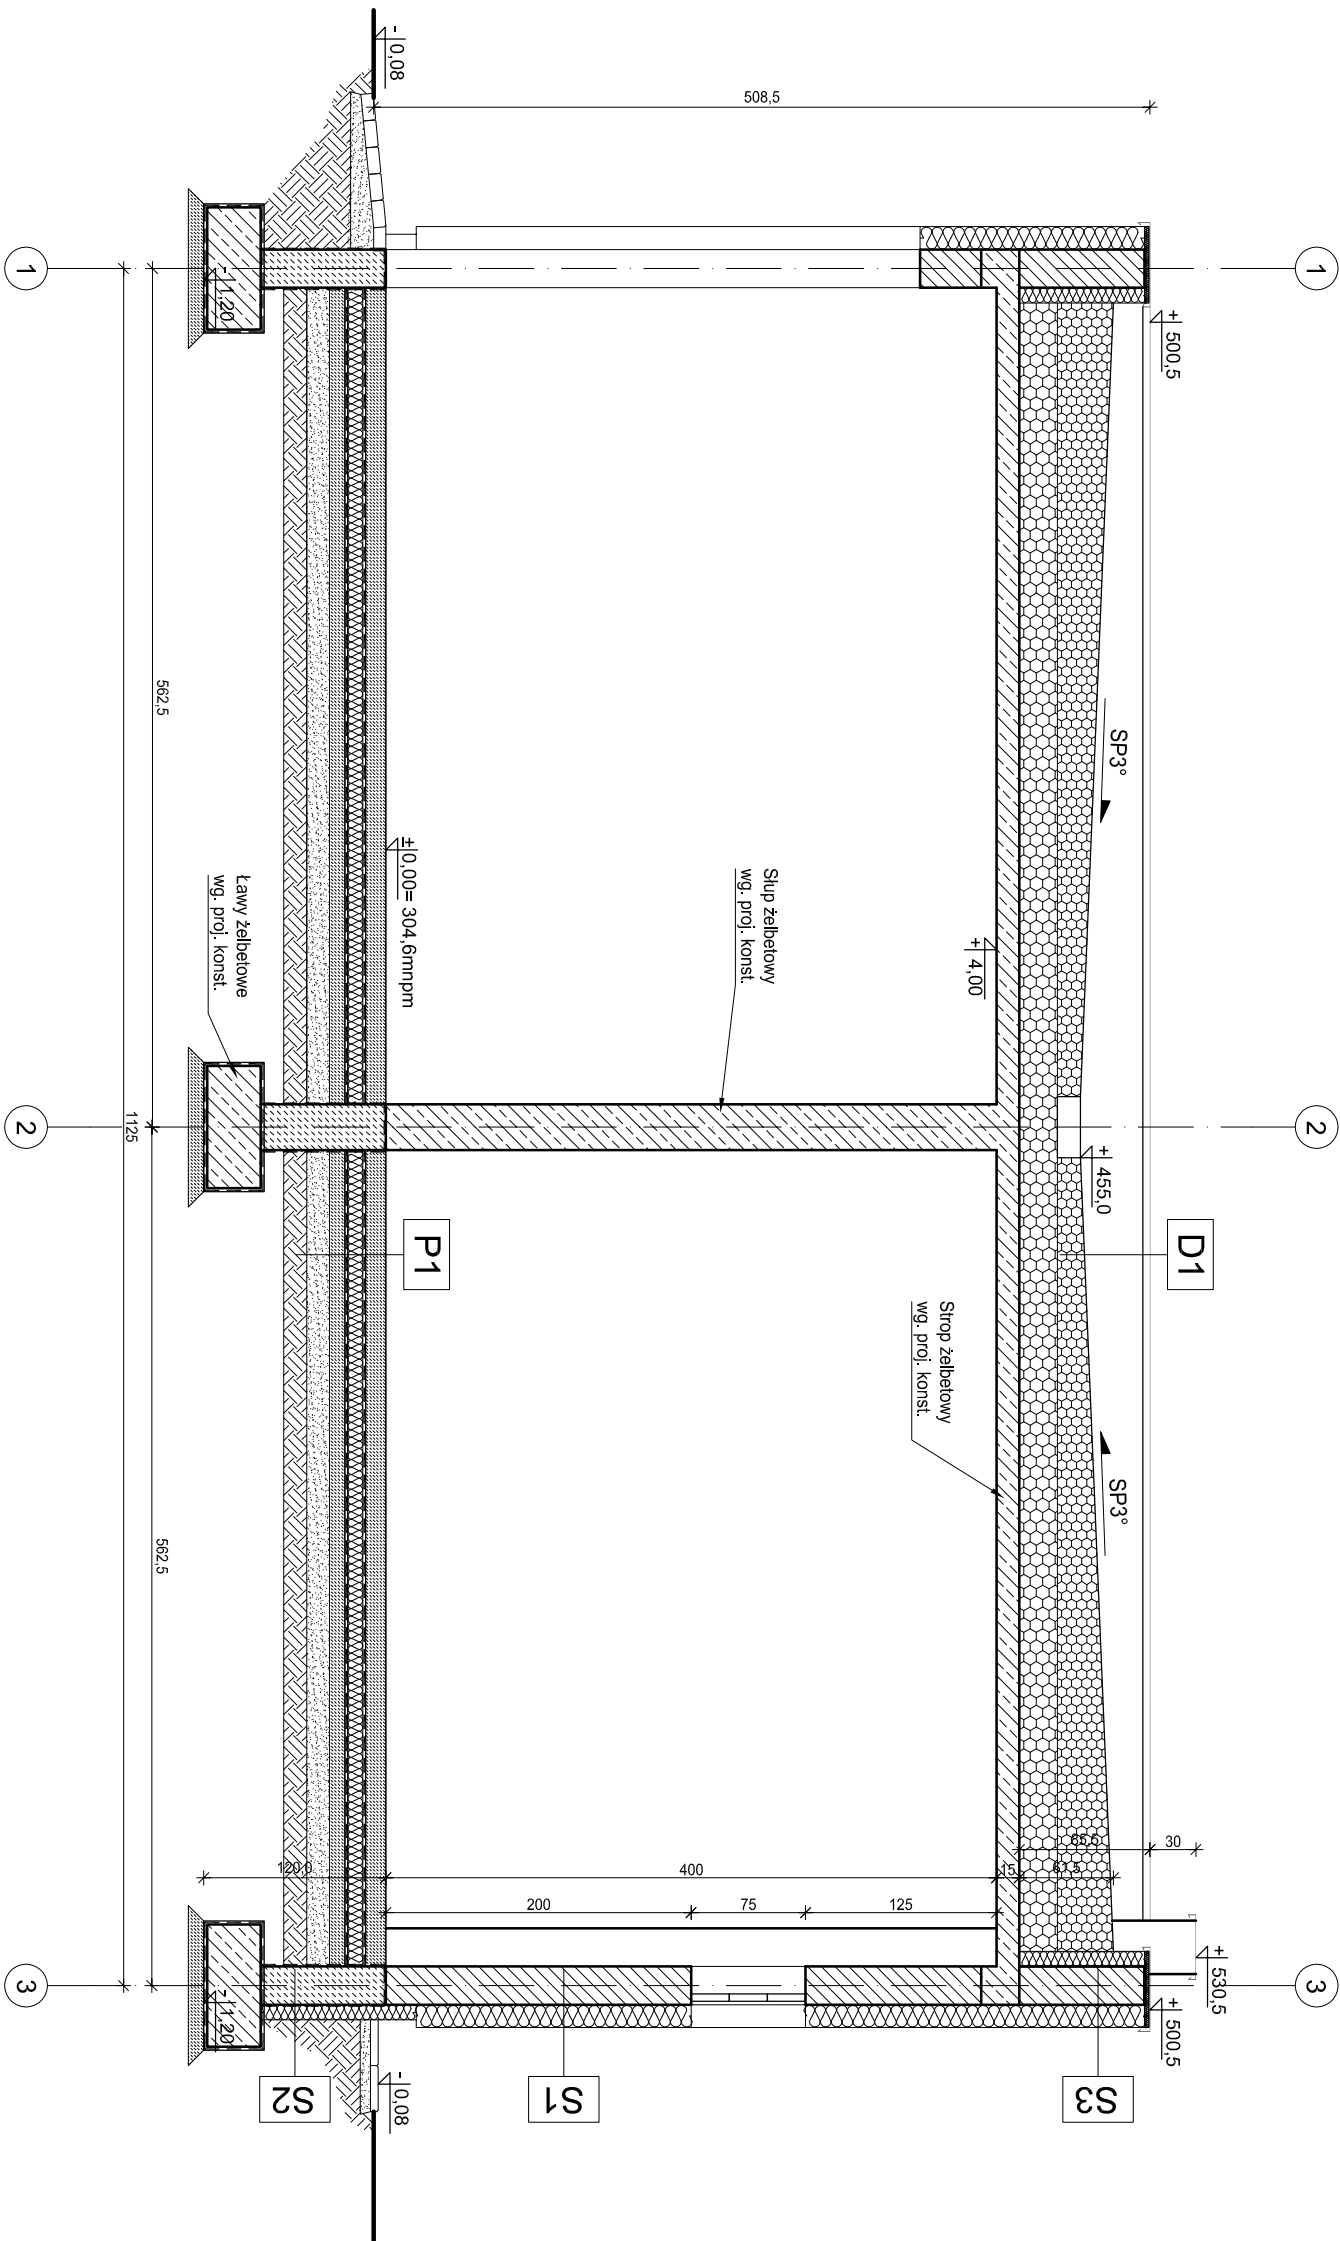 1
2
3
+ 500,5
SP3°
+ 455,0
D1
SP3°
30
85,5
61,5
15
+ 530,5
+ 500,5
S3
508,5
+ 4,00
Słup żelbetowy
wg. proj. konst.
Strop żelbetowy
wg. proj. konst.
125
75
200
400
S1
- 0,08
±0,00= 304,6mnpm
P1
120,0
- 0,08
S2
- 1,20
Ławy żelbetowe
wg. proj. konst.
- 1,20
562,5
562,5
1125
1
2
3